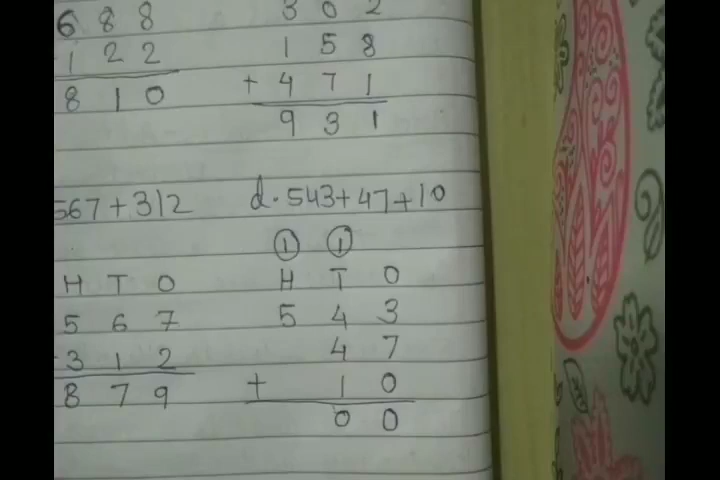 6 8 8 3 0 2
1 2 2 1 5 8
8 1 0 + 4 7 1
9 3 1
567+312 d. 543+47+10
1 1
H T O H T O
5 6 7 5 4 3
3 1 2 4 7
8 7 9 + 1 0
0 0